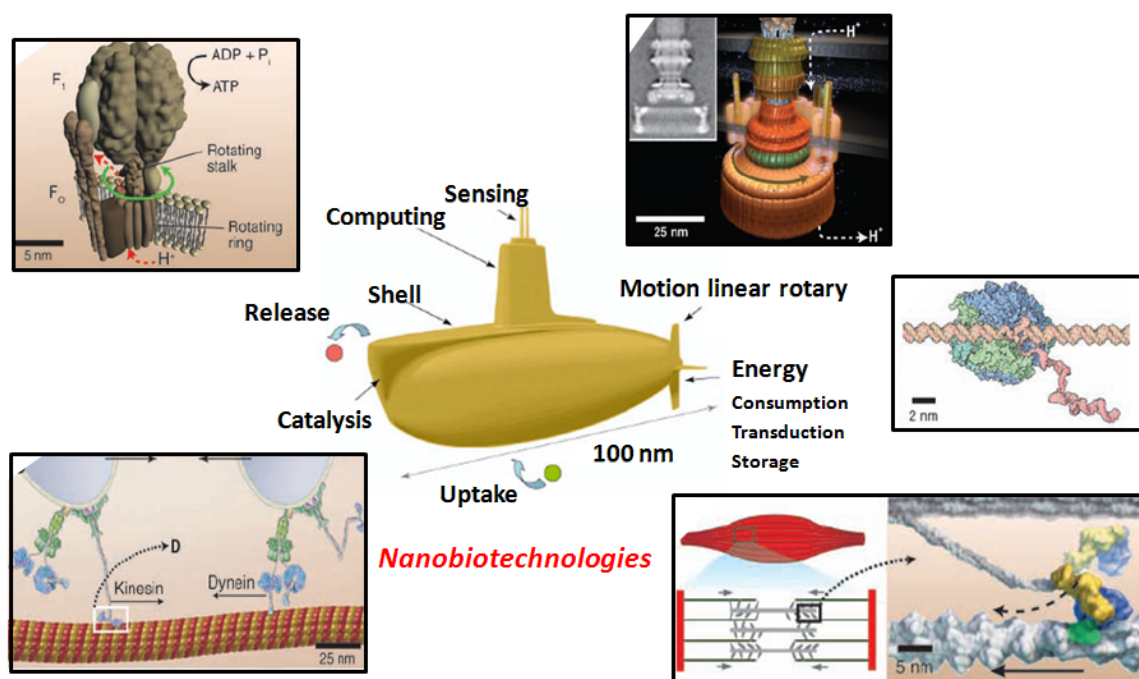 F₁
ADP + Pᵢ
ATP
Rotating
stalk
Fₒ
Rotating
ring
H⁺
5 nm
H⁺
25 nm
H⁺
Sensing
Computing
Shell
Release
Motion linear rotary
Energy
Consumption
Transduction
Storage
Catalysis
100 nm
Uptake
2 nm
D
Kinesin
Dynein
25 nm
Nanobiotechnologies
5 nm